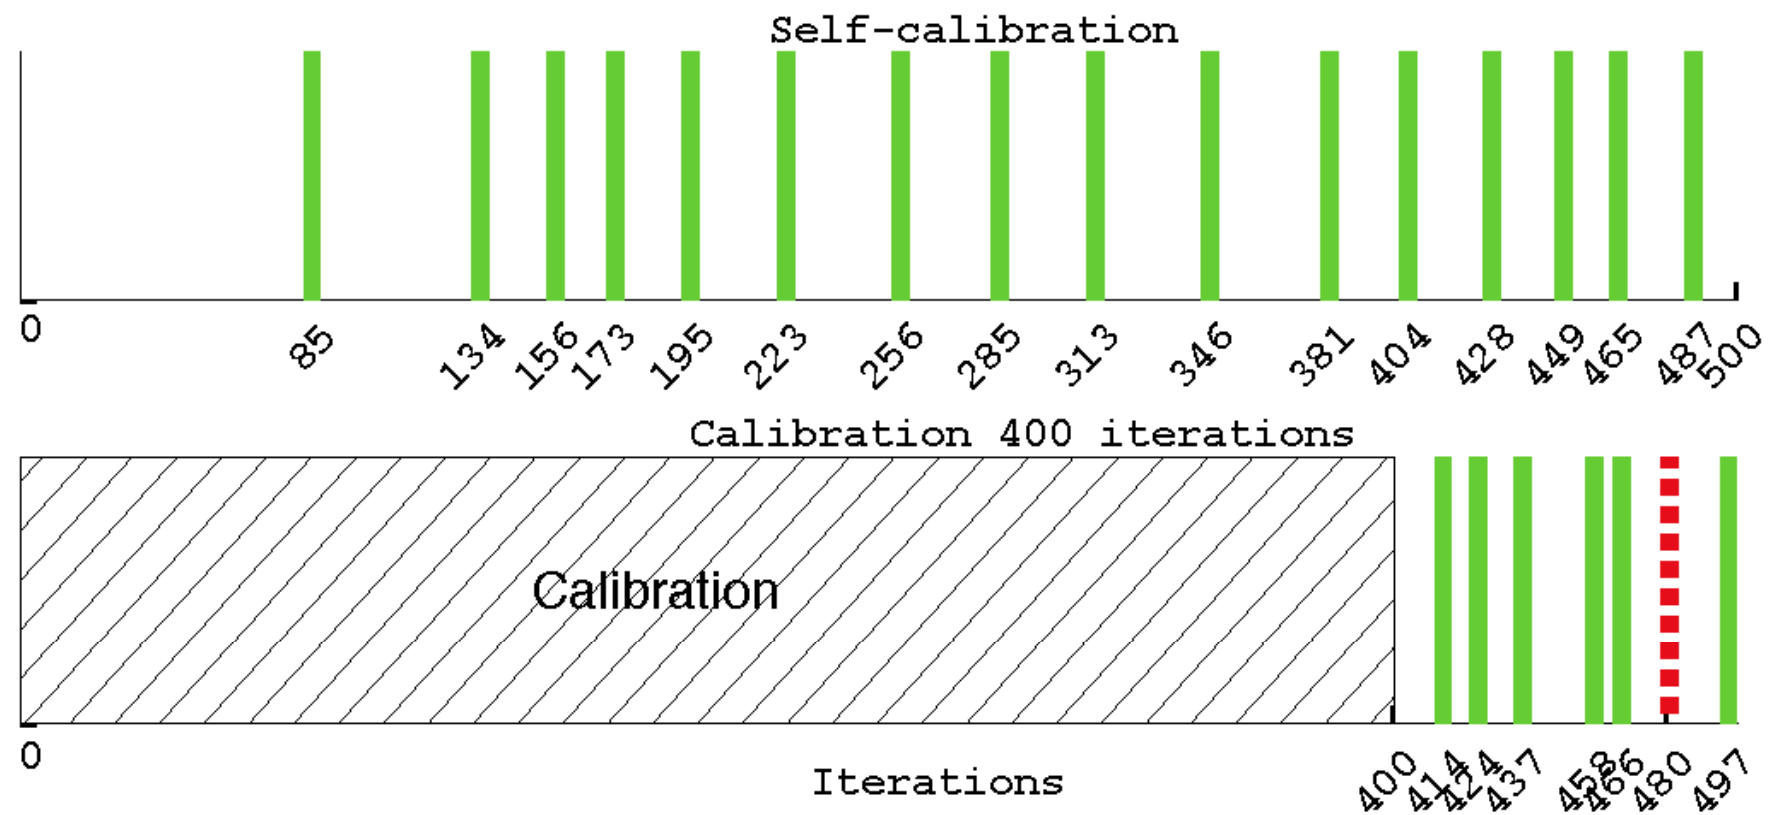 Self-calibration
0 85 134 156 173 195 223 256 285 313 346 381 404 428 449 465 487 500
Calibration 400 iterations
Calibration
0 400 414 424 437 458 466 480 497
Iterations